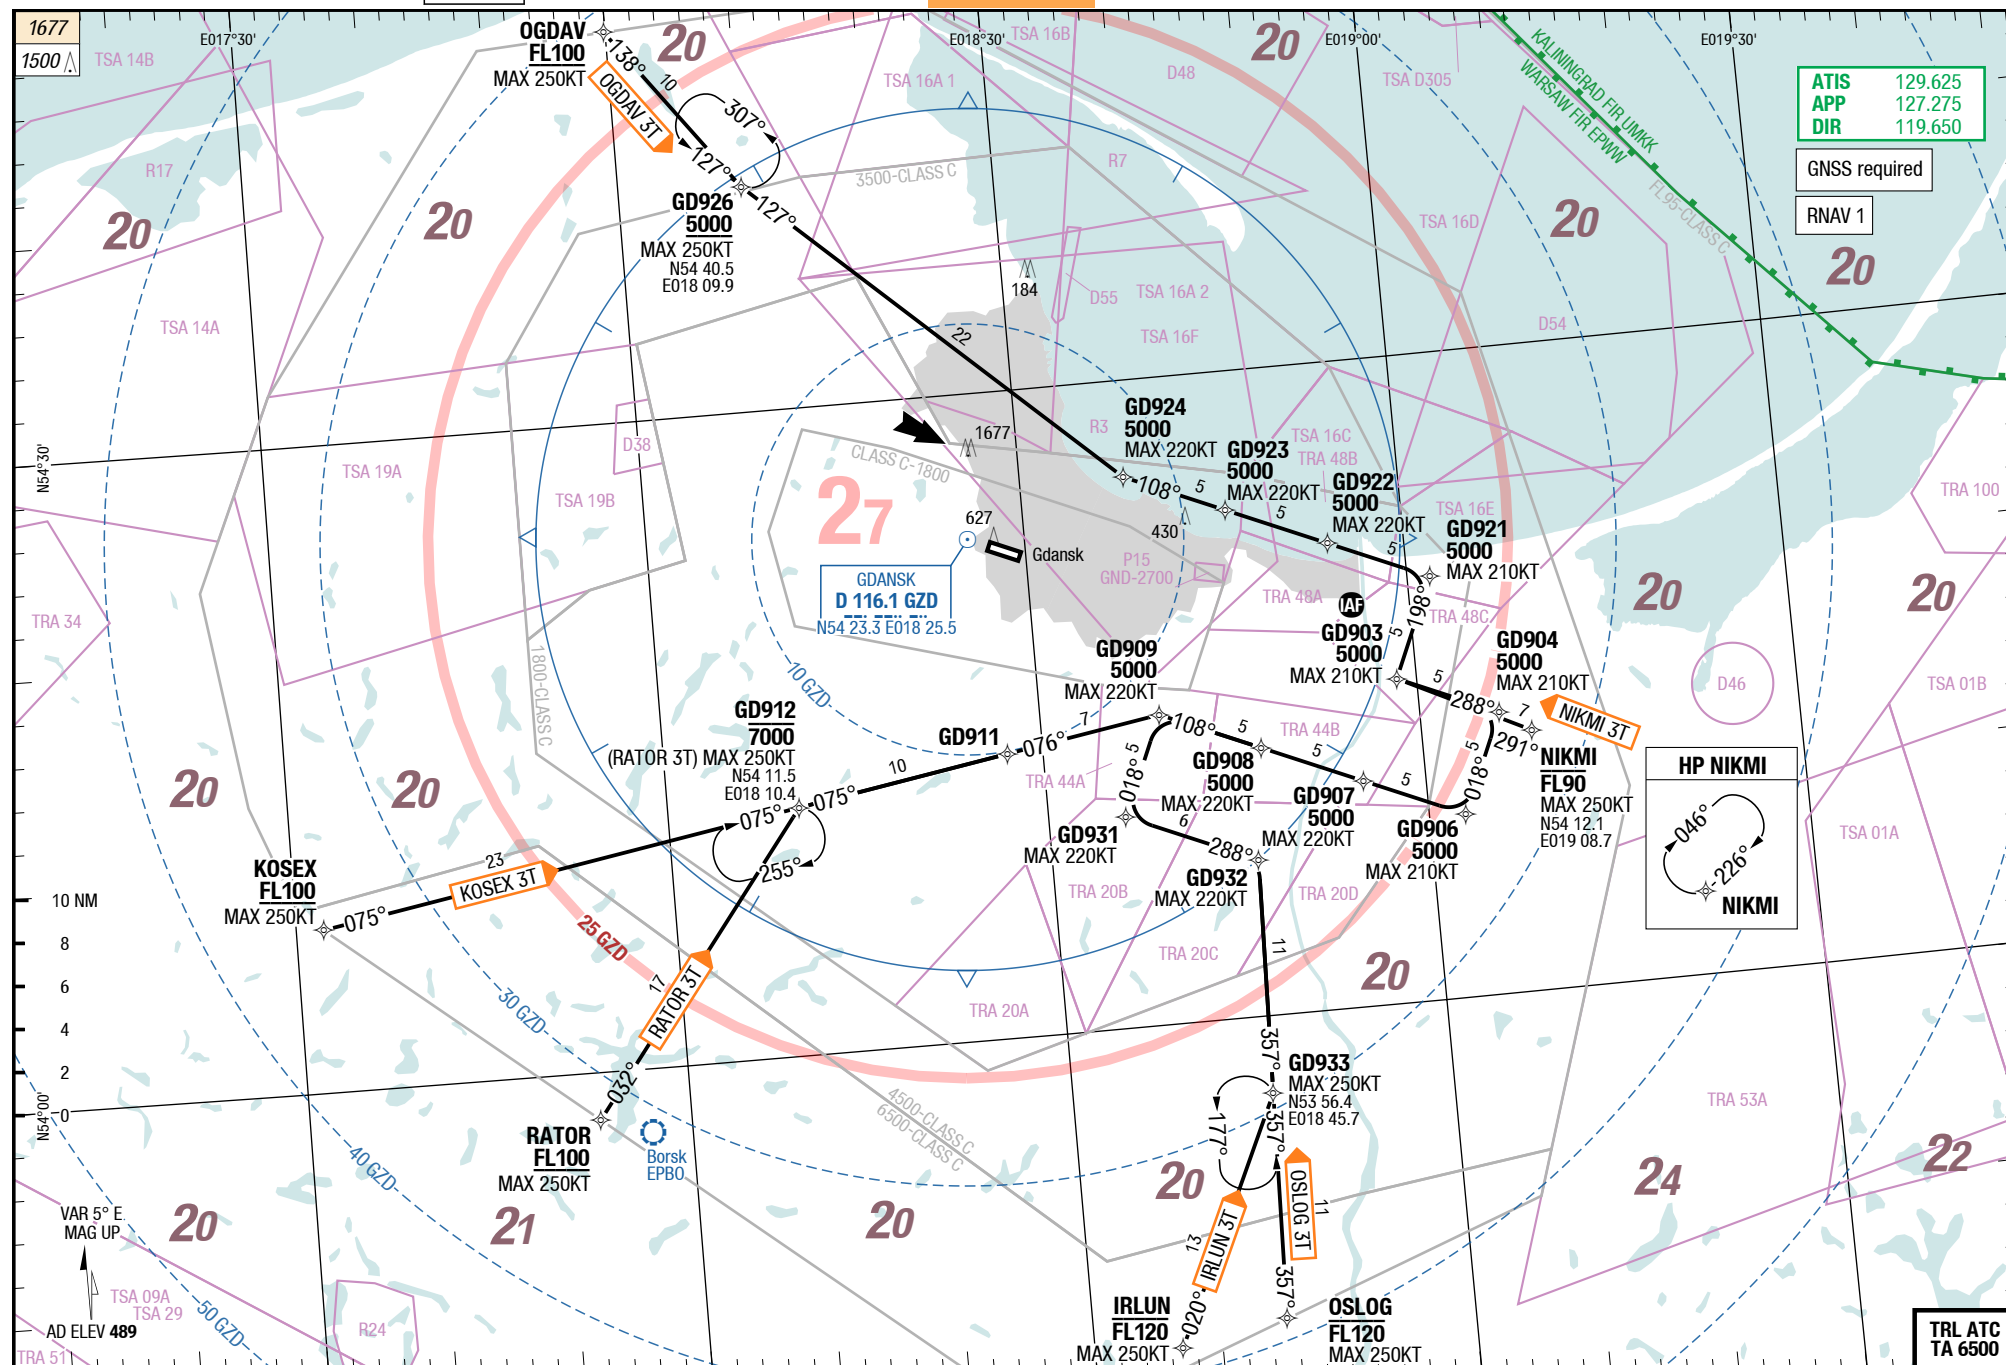 1677
1500
E017°30'
E018°30'
E019°00'
E019°30'
OGDAV
FL100
MAX 250KT
138°
10
OGDAV 3T
307°
127°
127°
22
GD926
5000
MAX 250KT
N54 40.5
E018 09.9
20
20
20
20
20
20
TSA 14B
R17
TSA 14A
TSA 16A 1
TSA 16B
D48
TSA D305
R7
TSA 16D
3500-CLASS C
184
D55
TSA 16A 2
TSA 16F
D54
KALININGRAD FIR UMKK
WARSAW FIR EPWW
FL95-CLASS C
ATIS 129.625
APP 127.275
DIR 119.650
GNSS required
RNAV 1
N54°30'
TSA 19A
D38
TSA 19B
CLASS C-1800
27
1677
R3
627
430
Gdansk
P15
GND-2700
GDANSK
D 116.1 GZD
N54 23.3 E018 25.5
10 GZD
GD924
5000
MAX 220KT
108°
5
GD923
5000
MAX 220KT
5
TSA 16C
TRA 48B
GD922
5000
MAX 220KT
5
TSA 16E
GD921
5000
MAX 210KT
198°
5
TRA 48A
TRA 48C
IAF
GD903
5000
MAX 210KT
5
288°
GD904
5000
MAX 210KT
7
291°
NIKMI 3T
NIKMI
FL90
MAX 250KT
N54 12.1
E019 08.7
HP NIKMI
046°
226°
NIKMI
20
20
TRA 100
D46
TSA 01B
TSA 01A
TRA 34
1800-CLASS C
GD909
5000
MAX 220KT
108°
5
5
5
018°
5
GD908
5000
MAX 220KT
GD907
5000
MAX 220KT
GD906
5000
MAX 210KT
018°
5
TRA 44B
TRA 44A
GD912
7000
(RATOR 3T) MAX 250KT
N54 11.5
E018 10.4
GD911
076°
7
075°
10
075°
255°
20
20
KOSEX
FL100
MAX 250KT
075°
23
KOSEX 3T
GD931
MAX 220KT
6
288°
GD932
MAX 220KT
TRA 20B
TRA 20D
TRA 20C
TRA 20A
11
357°
20
10 NM
8
6
4
2
0
N54°00'
25 GZD
30 GZD
40 GZD
50 GZD
17
RATOR 3T
032°
RATOR
FL100
MAX 250KT
Borsk
EPBO
4500-CLASS C
6500-CLASS C
GD933
MAX 250KT
N53 56.4
E018 45.7
177°
357°
OSLOG 3T
11
357°
IRLUN 3T
13
020°
IRLUN
FL120
MAX 250KT
OSLOG
FL120
MAX 250KT
TRA 53A
20
21
20
20
24
22
VAR 5° E
MAG UP
TSA 09A
TSA 29
AD ELEV 489
TRA 51
R24
TRL ATC
TA 6500